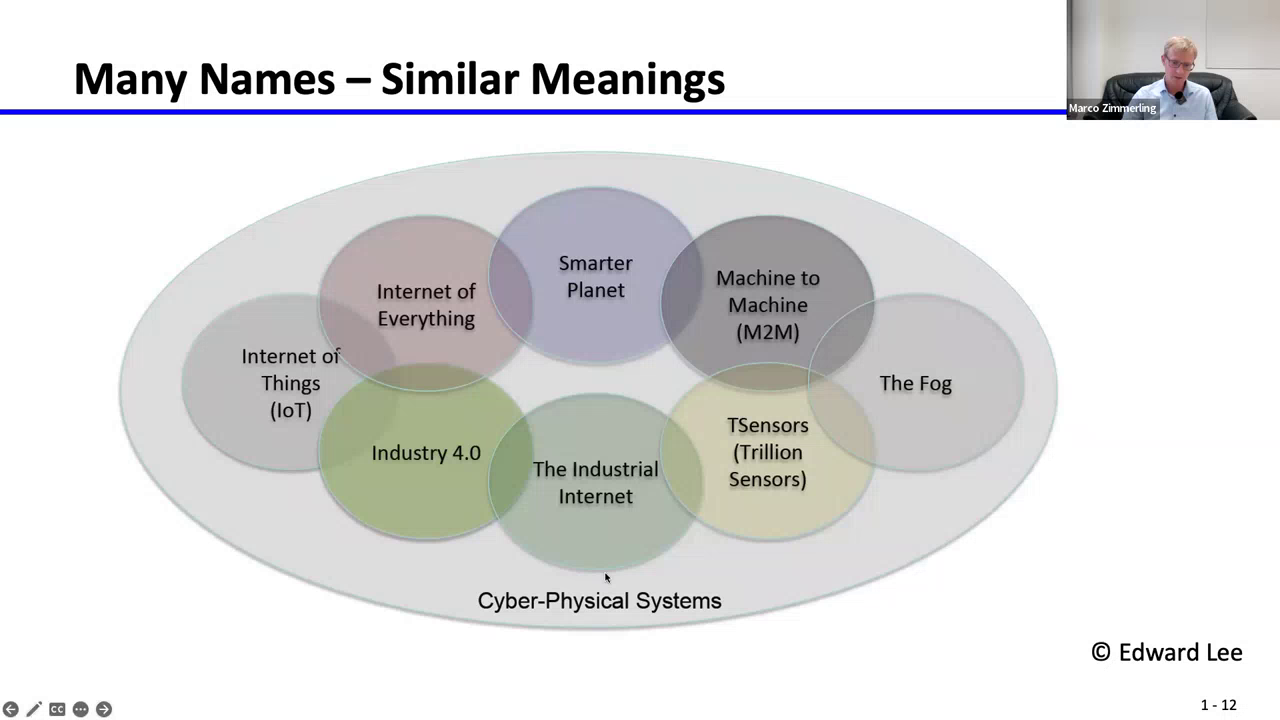 Many Names – Similar Meanings
Marco Zimmerling
Smarter
Planet
Internet of
Everything
Machine to
Machine
(M2M)
Internet of
Things
(IoT)
The Fog
Industry 4.0
The Industrial
Internet
TSensors
(Trillion
Sensors)
Cyber-Physical Systems
© Edward Lee
CC
1 - 12